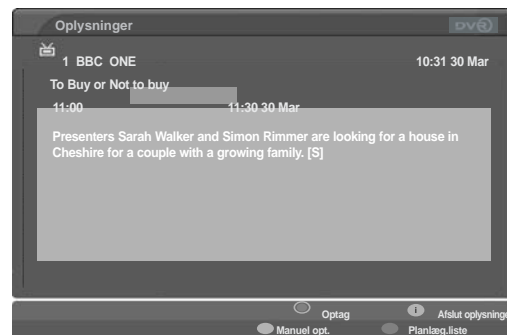 Oplysninger DVR
1 BBC ONE 10:31 30 Mar
To Buy or Not to buy
11:00 11:30 30 Mar
Presenters Sarah Walker and Simon Rimmer are looking for a house in
Cheshire for a couple with a growing family. [S]
Optag i Afslut oplysninge
Manuel opt. Planlæg.liste